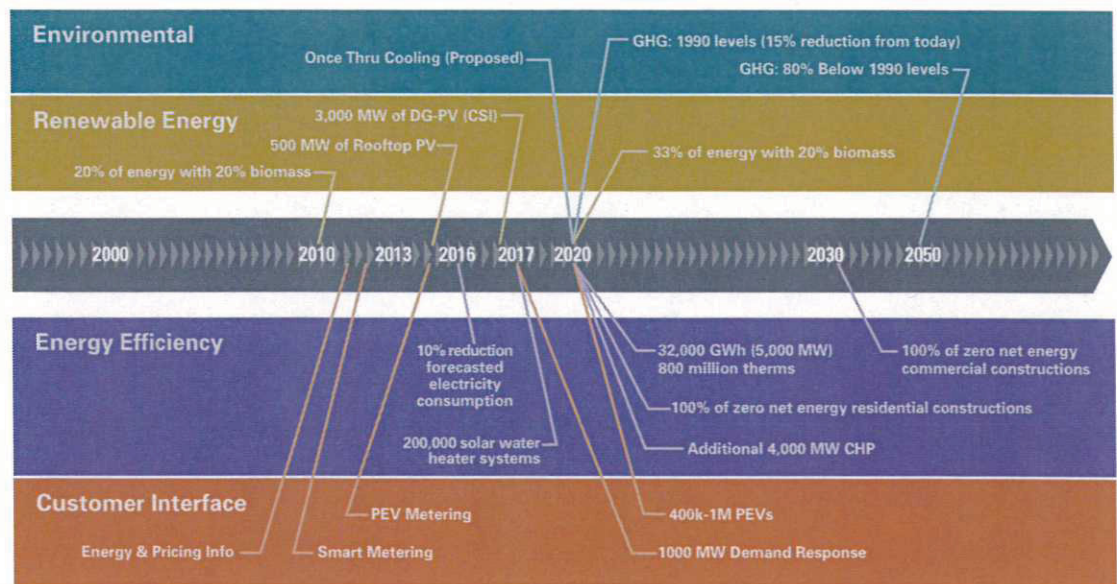 Environmental
GHG: 1990 levels (15% reduction from today)
Once Thru Cooling (Proposed)
GHG: 80% Below 1990 levels
Renewable Energy
3,000 MW of DG-PV (CSI)
500 MW of Rooftop PV
33% of energy with 20% biomass
20% of energy with 20% biomass
2000
2010
2013
2016
2017
2020
2030
2050
Energy Efficiency
10% reduction
forecasted
electricity
consumption
32,000 GWh (5,000 MW)
800 million therms
100% of zero net energy
commercial constructions
100% of zero net energy residential constructions
200,000 solar water
heater systems
Additional 4,000 MW CHP
Customer Interface
PEV Metering
400k-1M PEVs
Energy & Pricing Info
Smart Metering
1000 MW Demand Response